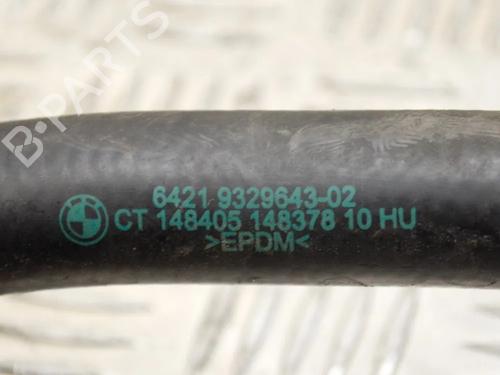 B-PARTS
6421 9329643-02
CT 148405 148378 10 HU
>EPDM<